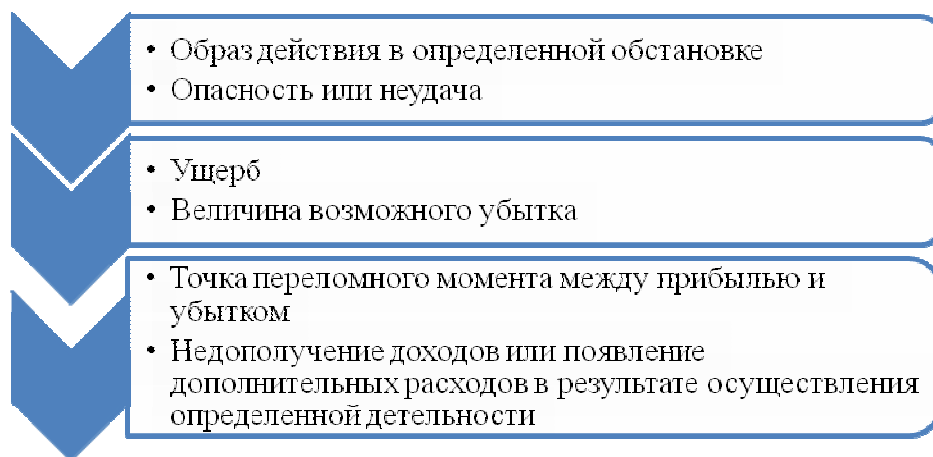 • Образ действия в определенной обстановке
• Опасность или неудача
• Ущерб
• Величина возможного убытка
• Точка переломного момента между прибылью и
убытком
• Недополучение доходов или появление
дополнительных расходов в результате осуществления
определенной детельности